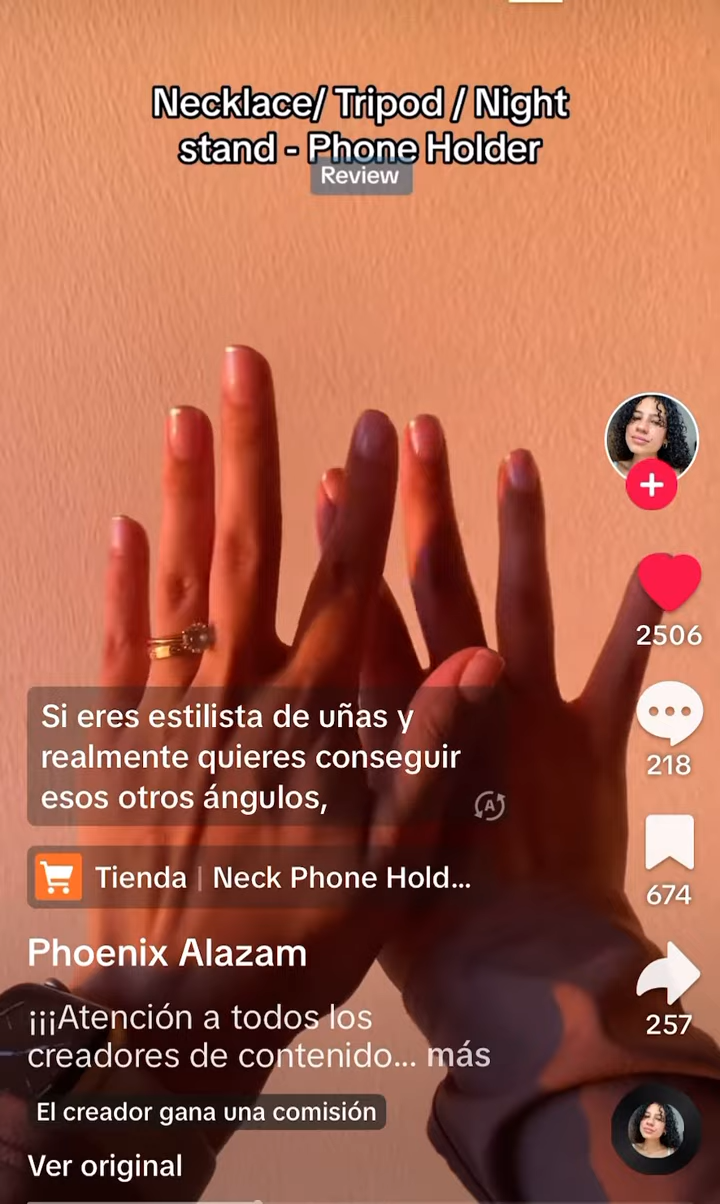 Necklace/ Tripod / Night
stand - Phone Holder
Review
2506
Si eres estilista de uñas y
realmente quieres conseguir
esos otros ángulos,
218
Tienda | Neck Phone Hold...
674
Phoenix Alazam
¡¡¡Atención a todos los
creadores de contenido... más
257
El creador gana una comisión
Ver original